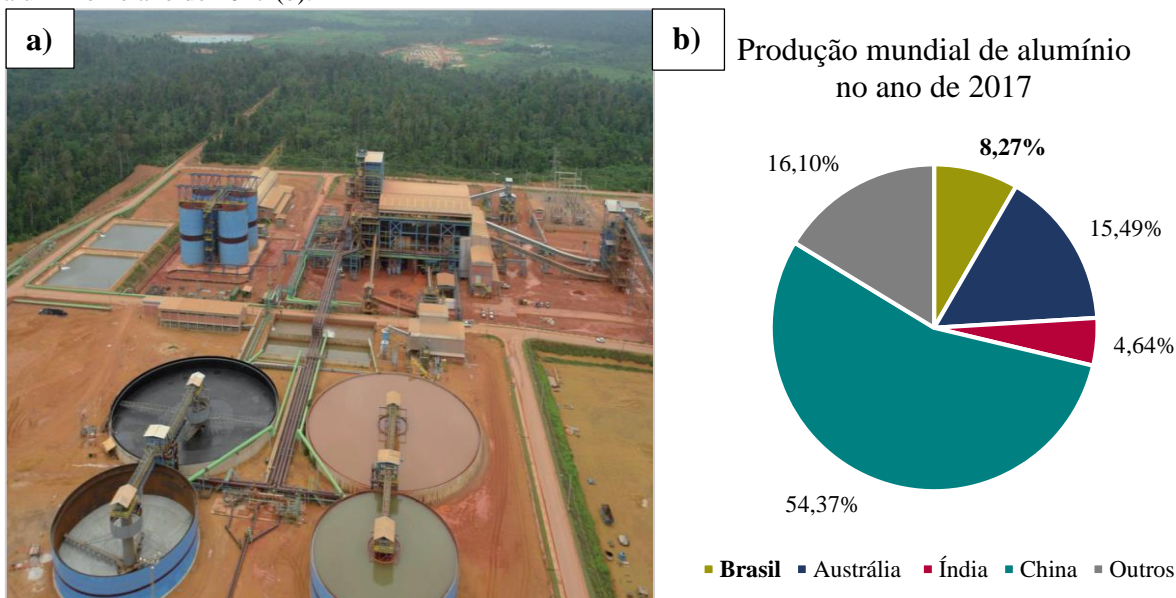 a)
b)
Produção mundial de alumínio
no ano de 2017
8,27%
16,10%
15,49%
4,64%
54,37%
Brasil Austrália Índia China Outros